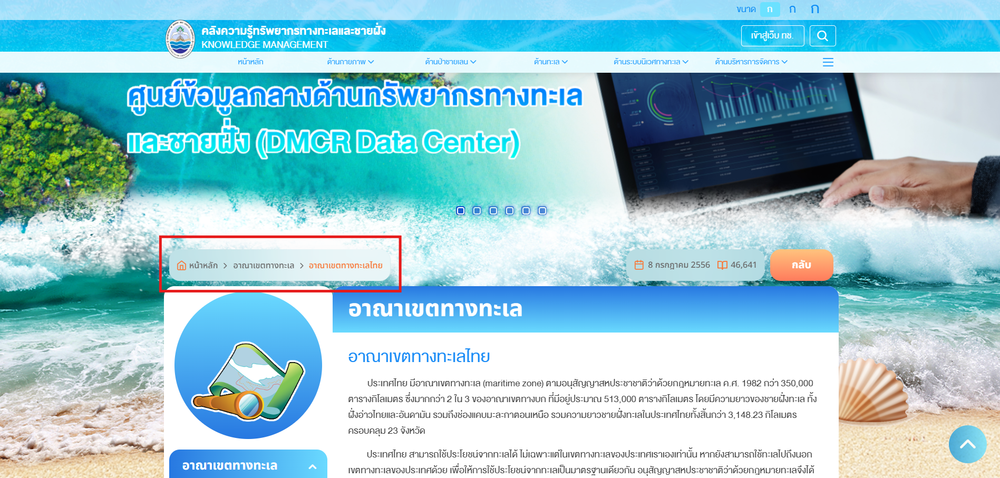 ขนาด ก ก ก
คลังความรู้ทรัพยากรทางทะเลและชายฝั่ง
KNOWLEDGE MANAGEMENT
เข้าสู่เว็บ ทช.
หน้าหลัก ด้านกายภาพ ด้านป่าชายเลน ด้านทะเล ด้านระบบนิเวศทางทะเล ด้านบริหารการจัดการ
ศูนย์ข้อมูลกลางด้านทรัพยากรทางทะเล
และชายฝั่ง (DMCR Data Center)
หน้าหลัก > อาณาเขตทางทะเล > อาณาเขตทางทะเลไทย
8 กรกฎาคม 2556 46,641 กลับ
อาณาเขตทางทะเล
อาณาเขตทางทะเลไทย
ประเทศไทย มีอาณาเขตทางทะเล (maritime zone) ตามอนุสัญญาสหประชาชาติว่าด้วยกฎหมายทะเล ค.ศ. 1982 กว่า 350,000
ตารางกิโลเมตร ซึ่งมากกว่า 2 ใน 3 ของอาณาเขตทางบก ที่มีอยู่ประมาณ 513,000 ตารางกิโลเมตร โดยมีความยาวของชายฝั่งทะเล ทั้ง
ฝั่งอ่าวไทยและอันดามัน รวมถึงช่องแคบมะละกาตอนเหนือ รวมความยาวชายฝั่งทะเลในประเทศไทยทั้งสิ้นกว่า 3,148.23 กิโลเมตร
ครอบคลุม 23 จังหวัด
ประเทศไทย สามารถใช้ประโยชน์จากทะเลได้ ไม่เฉพาะแต่ในเขตทางทะเลของประเทศเราเองเท่านั้น หากยังสามารถใช้ทะเลไปถึงนอก
เขตทางทะเลของประเทศด้วย เพื่อให้การใช้ประโยชน์จากทะเลเป็นมาตรฐานเดียวกัน อนุสัญญาสหประชาชาติว่าด้วยกฎหมายทะเลจึงได้
อาณาเขตทางทะเล